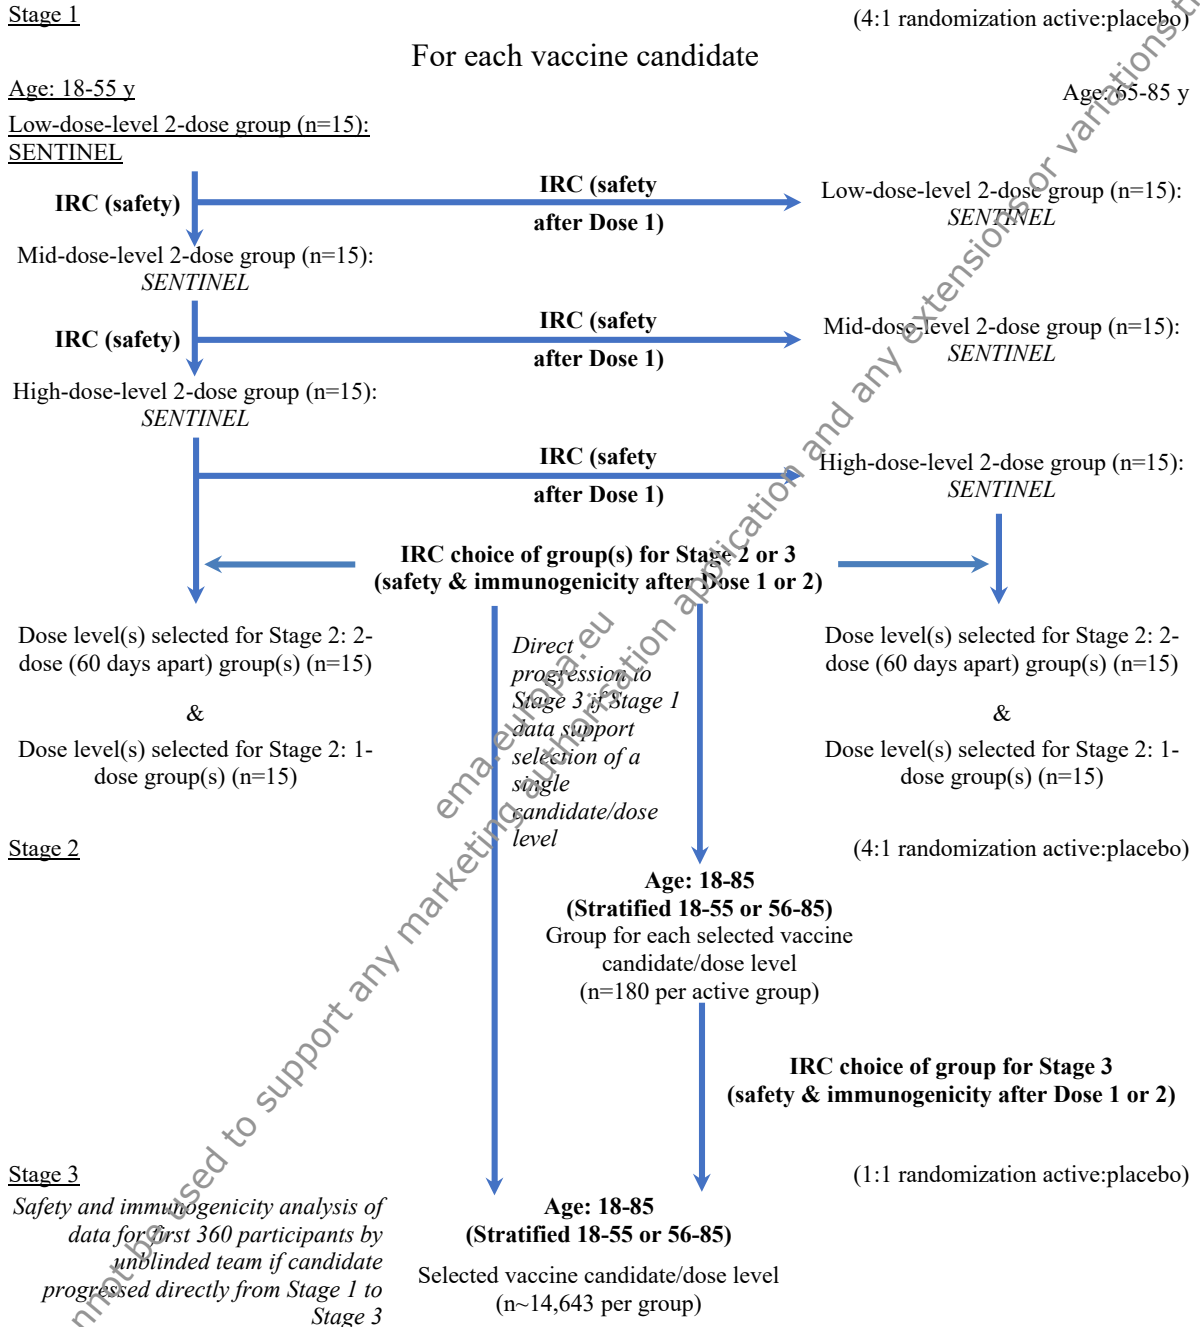 Stage 1
(4:1 randomization active:placebo)
For each vaccine candidate
Age: 18-55 y
Age: 65-85 y
Low-dose-level 2-dose group (n=15):
SENTINEL
IRC (safety)
IRC (safety
after Dose 1)
Low-dose-level 2-dose group (n=15):
SENTINEL
Mid-dose-level 2-dose group (n=15):
SENTINEL
IRC (safety)
IRC (safety
after Dose 1)
Mid-dose-level 2-dose group (n=15):
SENTINEL
High-dose-level 2-dose group (n=15):
SENTINEL
IRC (safety
after Dose 1)
High-dose-level 2-dose group (n=15):
SENTINEL
IRC choice of group(s) for Stage 2 or 3
(safety & immunogenicity after Dose 1 or 2)
Dose level(s) selected for Stage 2: 2-
dose (60 days apart) group(s) (n=15)
&
Dose level(s) selected for Stage 2: 1-
dose group(s) (n=15)
Direct
progression to
Stage 3 if Stage 1
data support
selection of a
single
candidate/dose
level
Dose level(s) selected for Stage 2: 2-
dose (60 days apart) group(s) (n=15)
&
Dose level(s) selected for Stage 2: 1-
dose group(s) (n=15)
Stage 2
(4:1 randomization active:placebo)
Age: 18-85
(Stratified 18-55 or 56-85)
Group for each selected vaccine
candidate/dose level
(n=180 per active group)
IRC choice of group for Stage 3
(safety & immunogenicity after Dose 1 or 2)
Stage 3
(1:1 randomization active:placebo)
Safety and immunogenicity analysis of
data for first 360 participants by
unblinded team if candidate
progressed directly from Stage 1 to
Stage 3
Age: 18-85
(Stratified 18-55 or 56-85)
Selected vaccine candidate/dose level
(n~14,643 per group)
ema.europa.eu
be used to support any marketing authorisation application and any extensions or variations